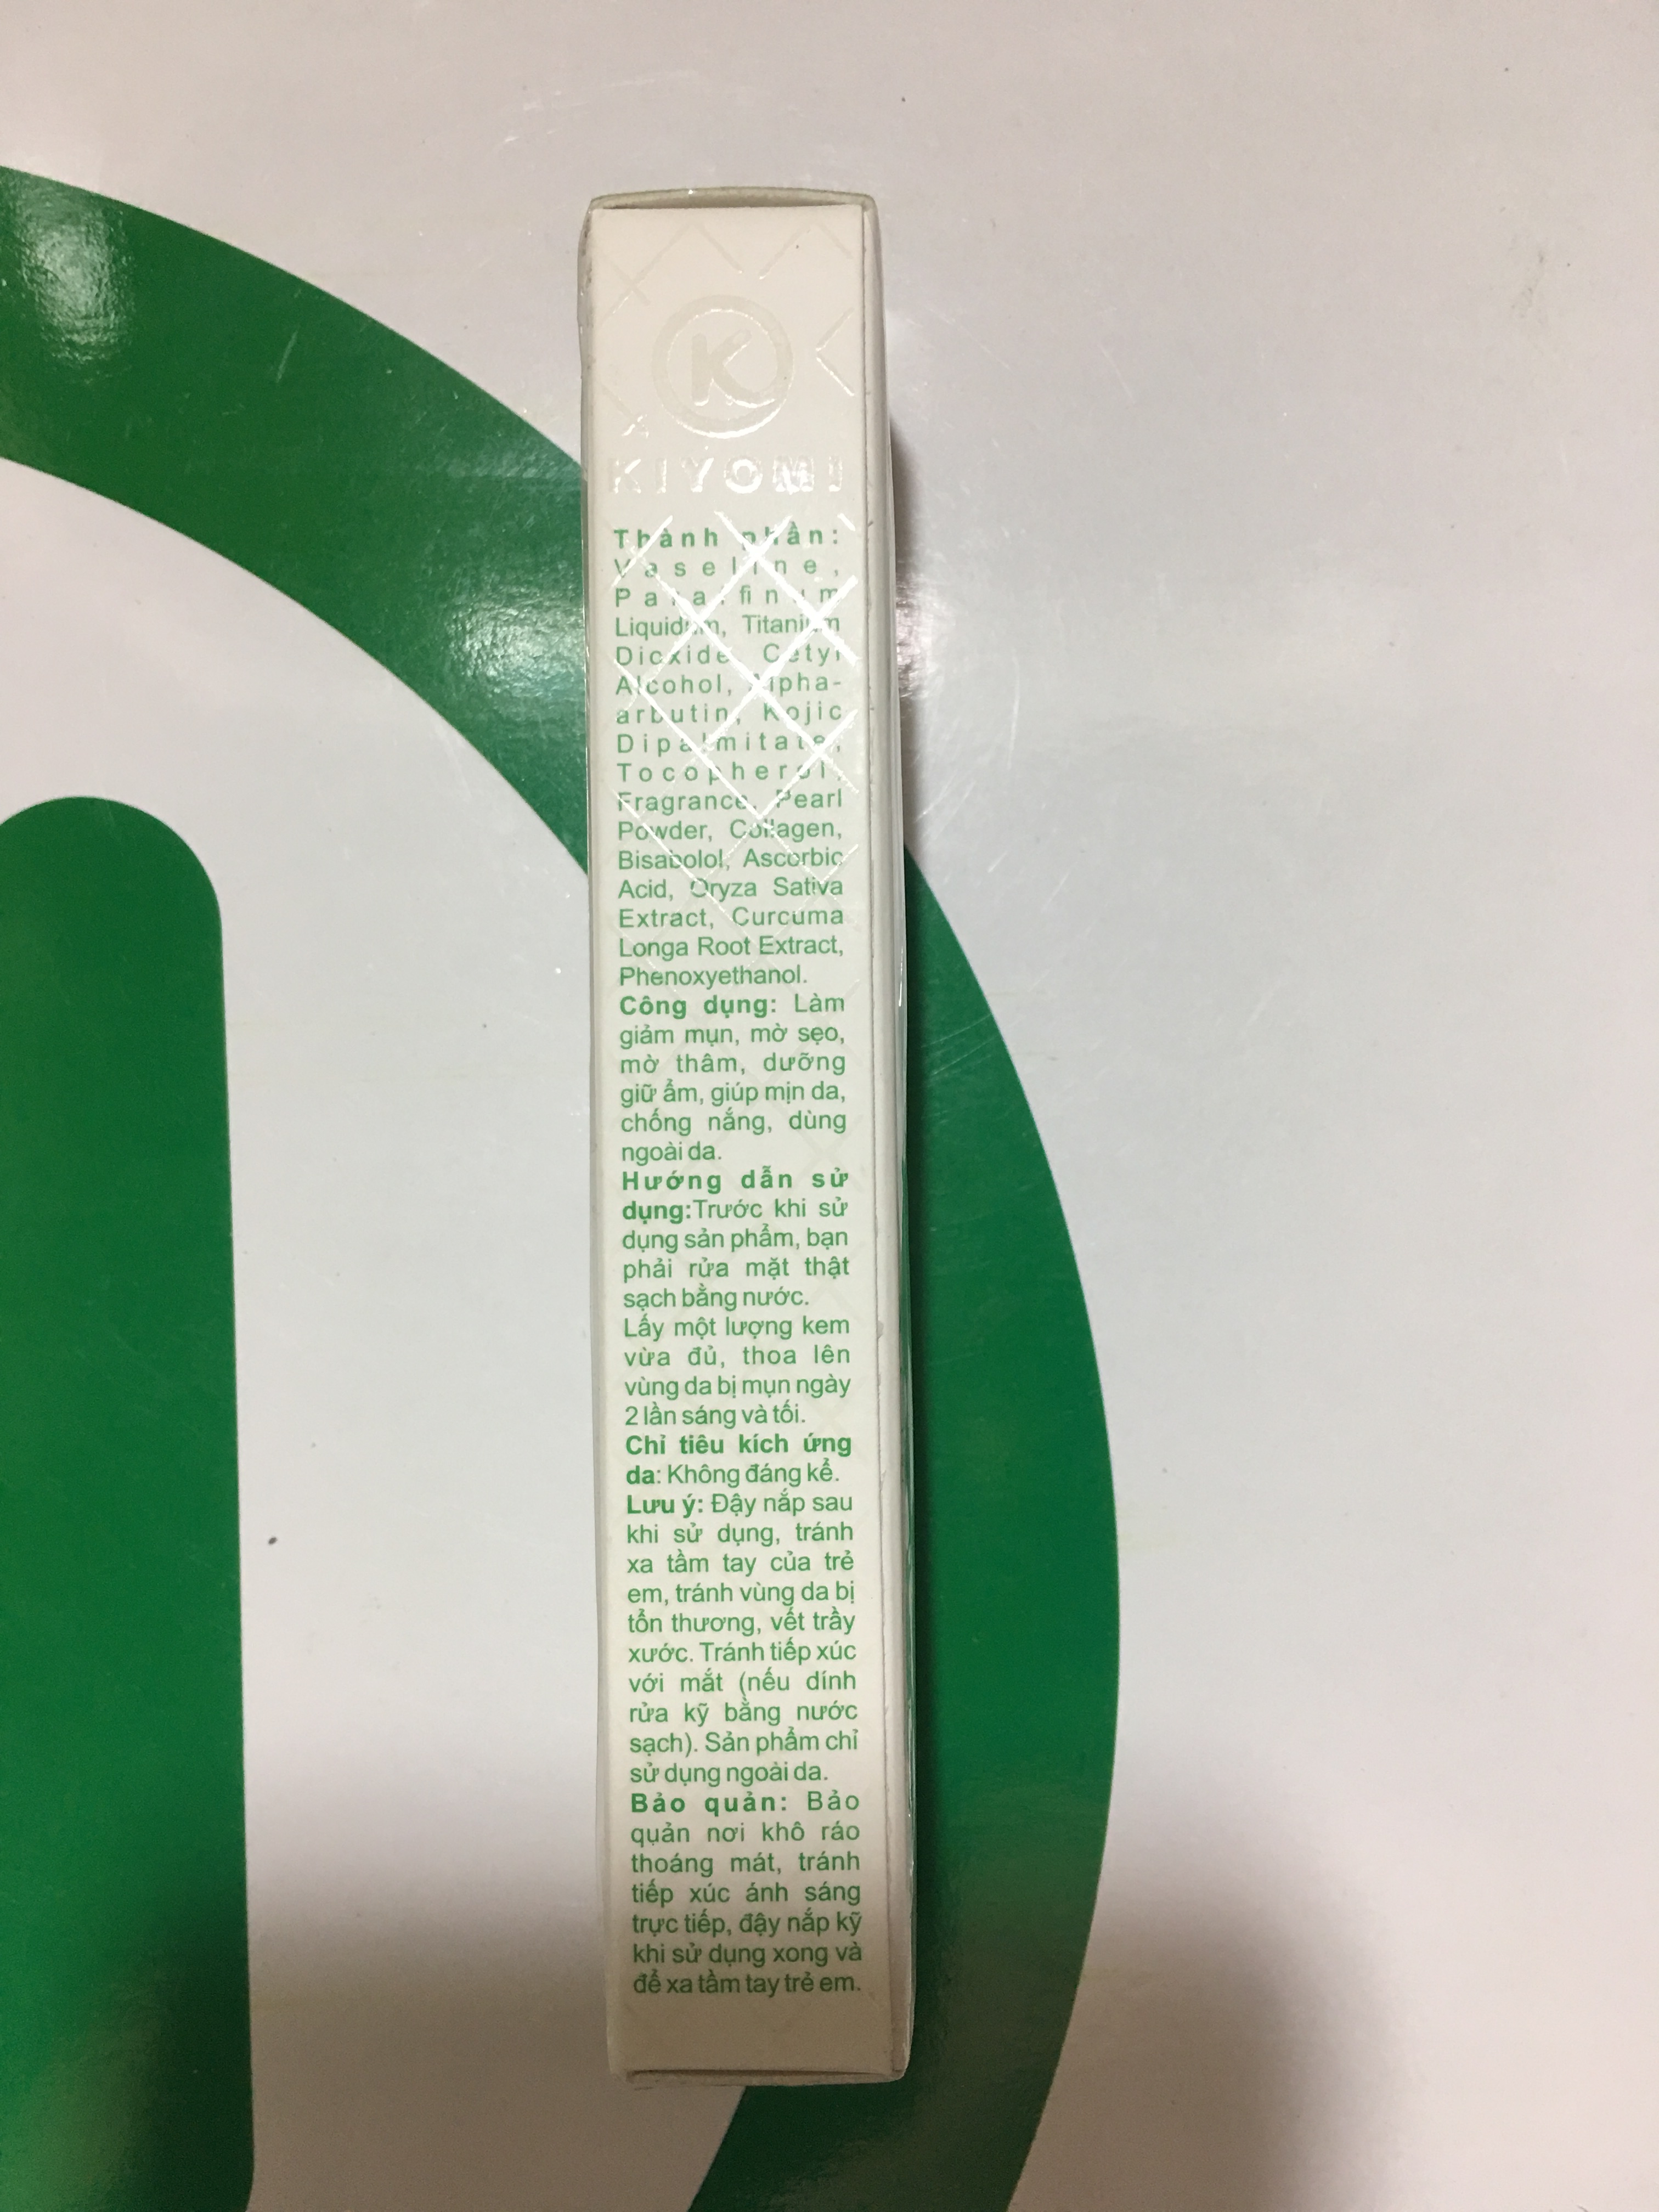 K
KIYOMI
Thành phần:
Vaseline,
Paraffinum
Liquidum, Titanium
Dioxide, Cetyl
Alcohol, Alpha-
arbutin, Kojic
Dipalmitate,
Tocopherol,
Fragrance, Pearl
Powder, Collagen,
Bisabolol, Ascorbic
Acid, Oryza Sativa
Extract, Curcuma
Longa Root Extract,
Phenoxyethanol.
Công dụng: Làm
giảm mụn, mờ sẹo,
mờ thâm, dưỡng
giữ ẩm, giúp mịn da,
chống nắng, dùng
ngoài da.
Hướng dẫn sử
dụng:Trước khi sử
dụng sản phẩm, bạn
phải rửa mặt thật
sạch bằng nước.
Lấy một lượng kem
vừa đủ, thoa lên
vùng da bị mụn ngày
2 lần sáng và tối.
Chỉ tiêu kích ứng
da: Không đáng kể.
Lưu ý: Đậy nắp sau
khi sử dụng, tránh
xa tầm tay của trẻ
em, tránh vùng da bị
tổn thương, vết trầy
xước. Tránh tiếp xúc
với mắt (nếu dính
rửa kỹ bằng nước
sạch). Sản phẩm chỉ
sử dụng ngoài da.
Bảo quản: Bảo
quản nơi khô ráo
thoáng mát, tránh
tiếp xúc ánh sáng
trực tiếp, đậy nắp kỹ
khi sử dụng xong và
để xa tầm tay trẻ em.